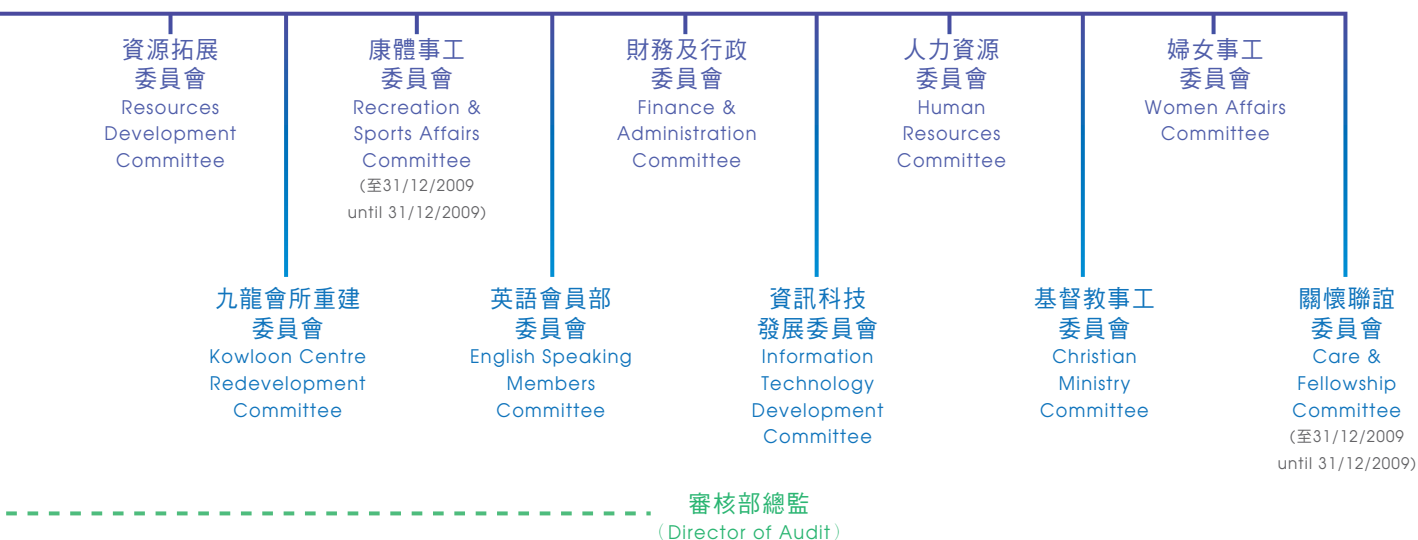 資源拓展
委員會
Resources
Development
Committee
康體事工
委員會
Recreation &
Sports Affairs
Committee
(至31/12/2009
until 31/12/2009)
財務及行政
委員會
Finance &
Administration
Committee
人力資源
委員會
Human
Resources
Committee
婦女事工
委員會
Women Affairs
Committee
九龍會所重建
委員會
Kowloon Centre
Redevelopment
Committee
英語會員部
委員會
English Speaking
Members
Committee
資訊科技
發展委員會
Information
Technology
Development
Committee
基督教事工
委員會
Christian
Ministry
Committee
關懷聯誼
委員會
Care &
Fellowship
Committee
(至31/12/2009
until 31/12/2009)
審核部總監
(Director of Audit)